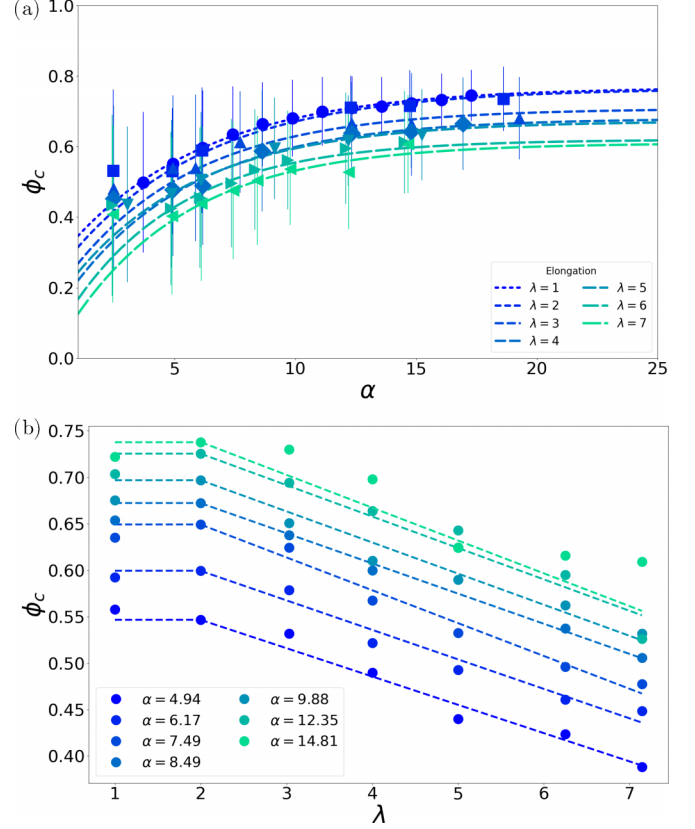 (a)
1.0
0.8
0.6
0.4
0.2
0.0
ϕc
5
10
15
20
25
α
Elongation
λ = 1
λ = 2
λ = 3
λ = 4
λ = 5
λ = 6
λ = 7
(b)
0.75
0.70
0.65
0.60
0.55
0.50
0.45
0.40
ϕc
α = 4.94
α = 6.17
α = 7.49
α = 8.49
α = 9.88
α = 12.35
α = 14.81
1
2
3
4
5
6
7
λ